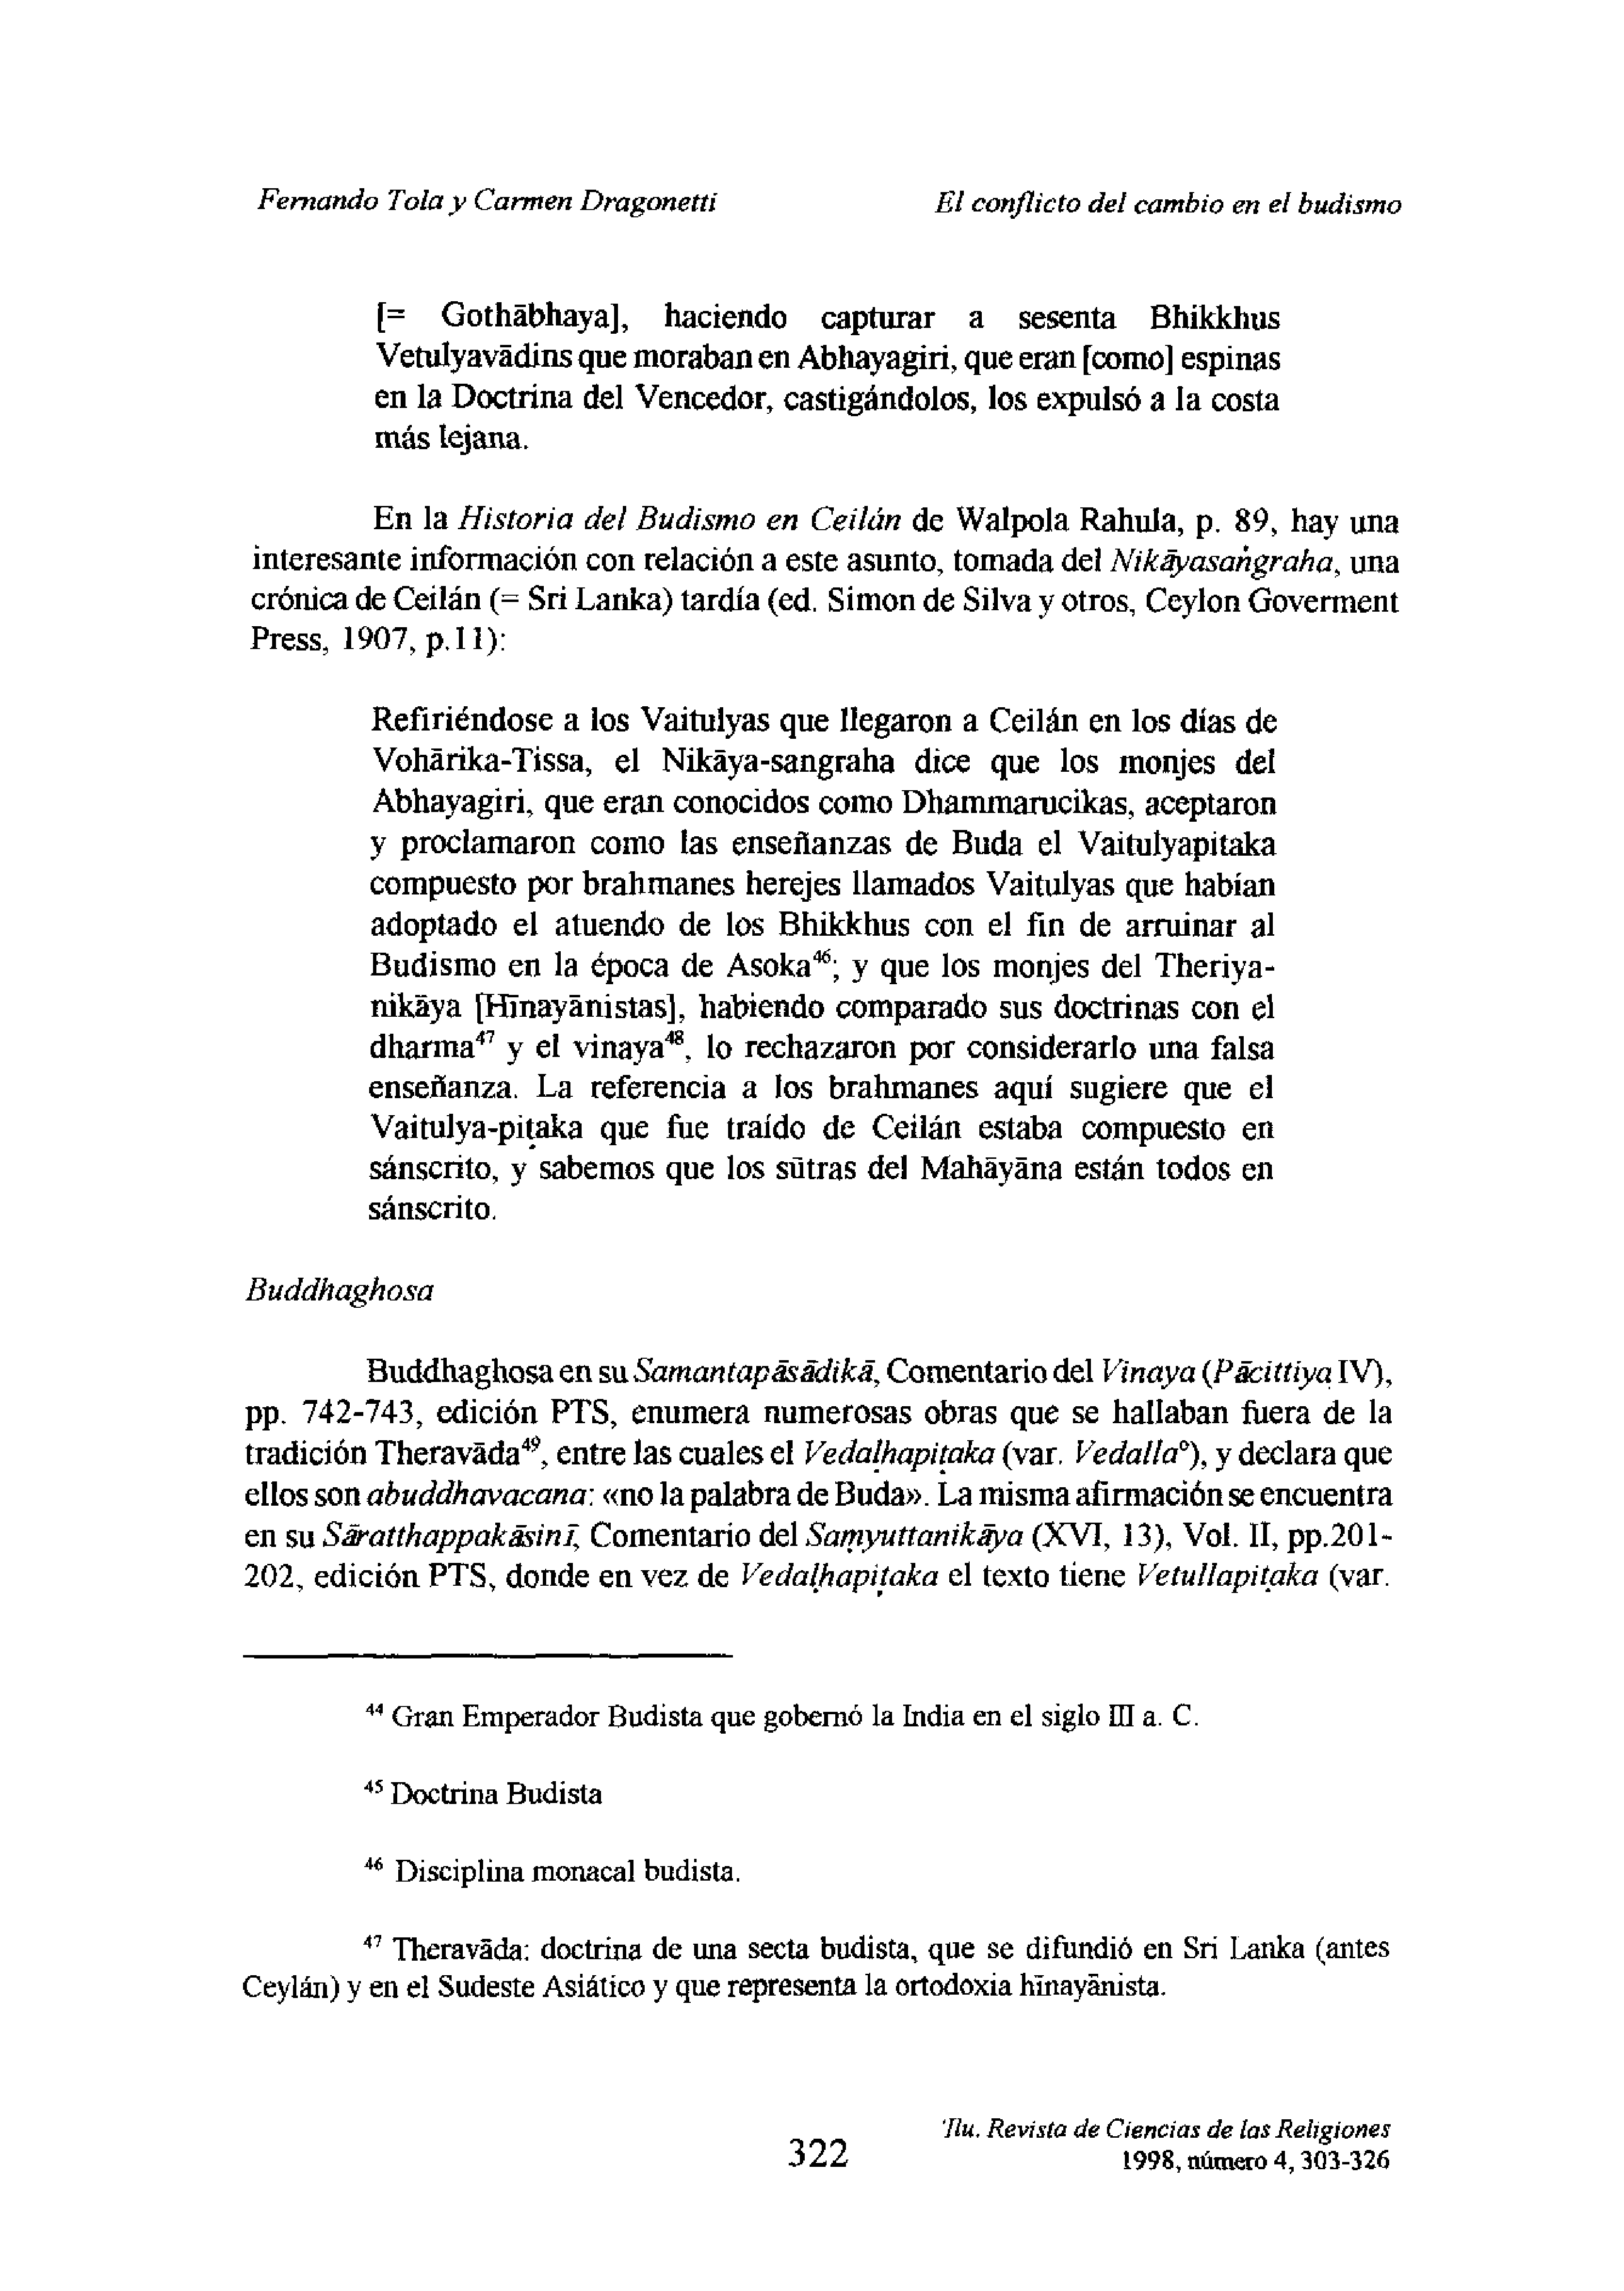 Fernando Tola y Carmen Dragonetti
El conflicto del cambio en el budismo
[= Gothābhaya], haciendo capturar a sesenta Bhikkhus
Vetulyavādins que moraban en Abhayagiri, que eran [como] espinas
en la Doctrina del Vencedor, castigándolos, los expulsó a la costa
más lejana.
En la Historia del Budismo en Ceilán de Walpola Rahula, p. 89, hay una
interesante información con relación a este asunto, tomada del Nikāyasaṅgraha, una
crónica de Ceilán (= Sri Lanka) tardía (ed. Simon de Silva y otros, Ceylon Goverment
Press, 1907, p.11):
Refiriéndose a los Vaitulyas que llegaron a Ceilán en los días de
Vohārika-Tissa, el Nikāya-sangraha dice que los monjes del
Abhayagiri, que eran conocidos como Dhammarucikas, aceptaron
y proclamaron como las enseñanzas de Buda el Vaitulyapitaka
compuesto por brahmanes herejes llamados Vaitulyas que habían
adoptado el atuendo de los Bhikkhus con el fin de arruinar al
Budismo en la época de Asoka⁴⁶; y que los monjes del Theriya-
nikāya [Hīnayānistas], habiendo comparado sus doctrinas con el
dharma⁴⁷ y el vinaya⁴⁸, lo rechazaron por considerarlo una falsa
enseñanza. La referencia a los brahmanes aquí sugiere que el
Vaitulya-piṭaka que fue traído de Ceilán estaba compuesto en
sánscrito, y sabemos que los sūtras del Mahāyāna están todos en
sánscrito.
Buddhaghosa
Buddhaghosa en su Samantapāsādikā, Comentario del Vinaya (Pācittiya IV),
pp. 742-743, edición PTS, enumera numerosas obras que se hallaban fuera de la
tradición Theravāda⁴⁹, entre las cuales el Vedaḷhapiṭaka (var. Vedalla°), y declara que
ellos son abuddhavacana: «no la palabra de Buda». La misma afirmación se encuentra
en su Sāratthappakāsinī, Comentario del Saṃyuttanikāya (XVI, 13), Vol. II, pp.201-
202, edición PTS, donde en vez de Vedaḷhapiṭaka el texto tiene Vetullapiṭaka (var.
⁴⁴ Gran Emperador Budista que gobernó la India en el siglo III a. C.
⁴⁵ Doctrina Budista
⁴⁶ Disciplina monacal budista.
⁴⁷ Theravāda: doctrina de una secta budista, que se difundió en Sri Lanka (antes
Ceylán) y en el Sudeste Asiático y que representa la ortodoxia hīnayānista.
'Ilu. Revista de Ciencias de las Religiones
322
1998, número 4, 303-326